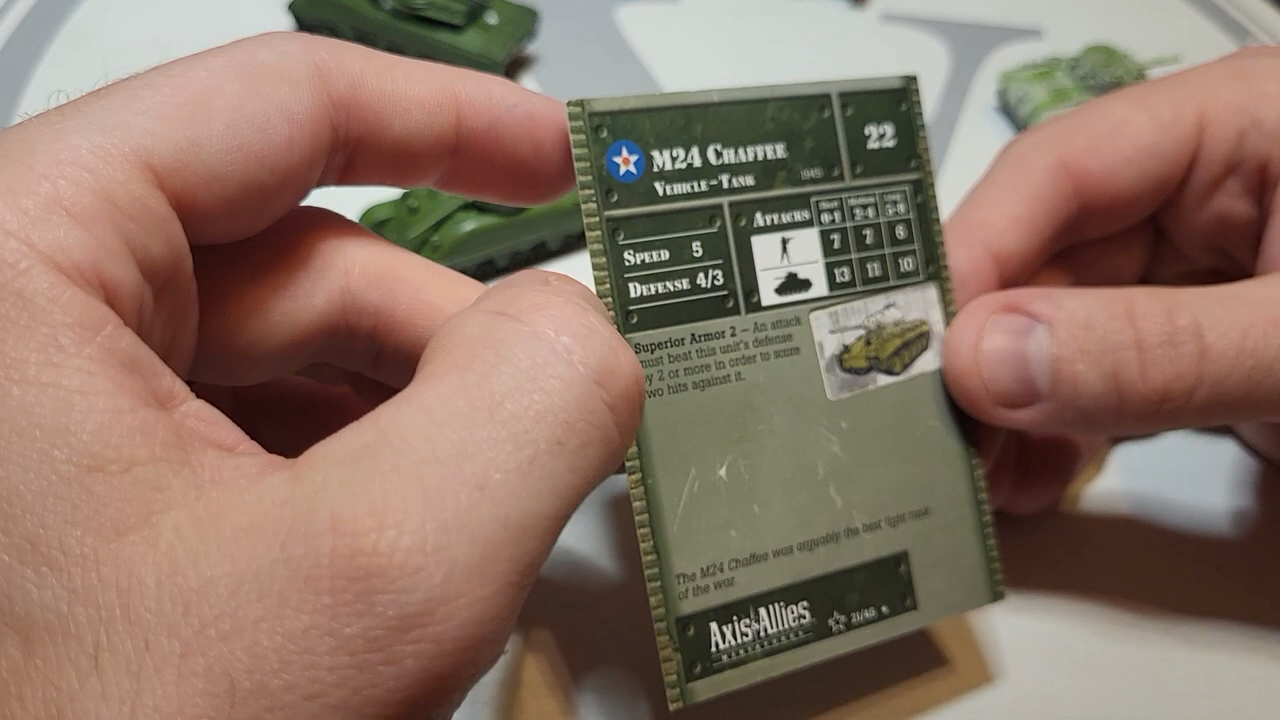 M24 Chaffee
22
Vehicle–Tank
1945
Speed 5
Defense 4/3
Attacks
Short Medium Long
0-1 2-4 5-8
7 7 6
13 11 10
Superior Armor 2 – An attack
must beat this unit's defense
by 2 or more in order to score
two hits against it.
The M24 Chaffee was arguably the best light tank
of the war.
Axis & Allies
MINIATURES
21/45